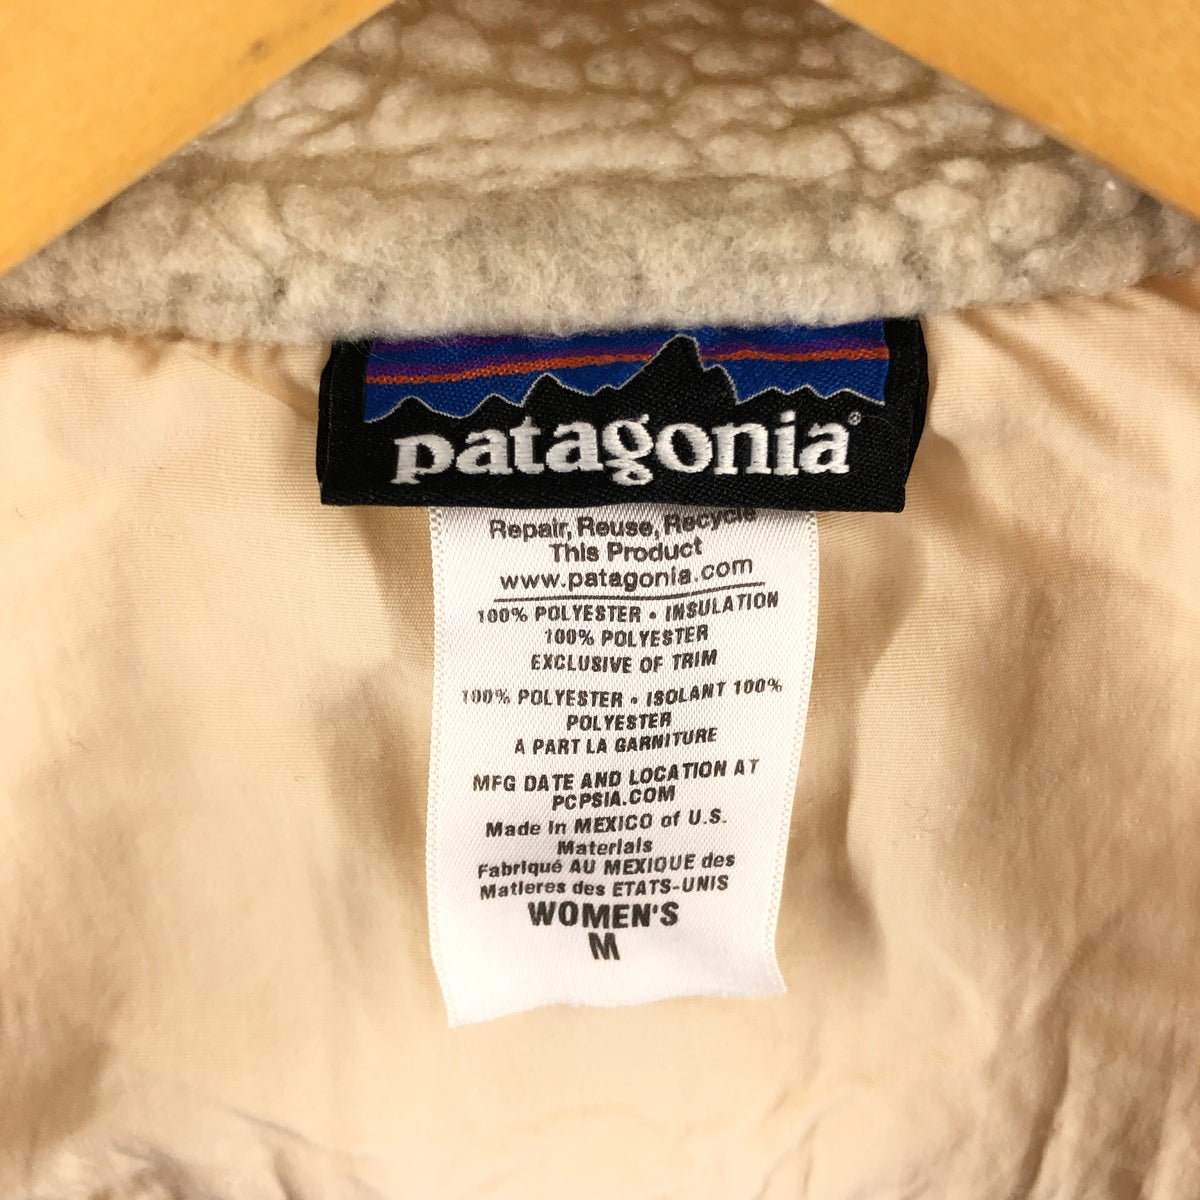 patagonia®
Repair, Reuse, Recycle
This Product
www.patagonia.com
100% POLYESTER • INSULATION
100% POLYESTER
EXCLUSIVE OF TRIM
100% POLYESTER • ISOLANT 100%
POLYESTER
A PART LA GARNITURE
MFG DATE AND LOCATION AT
PCPSIA.COM
Made in MEXICO of U.S.
Materials
Fabriqué AU MEXIQUE des
Matieres des ETATS-UNIS
WOMEN'S
M